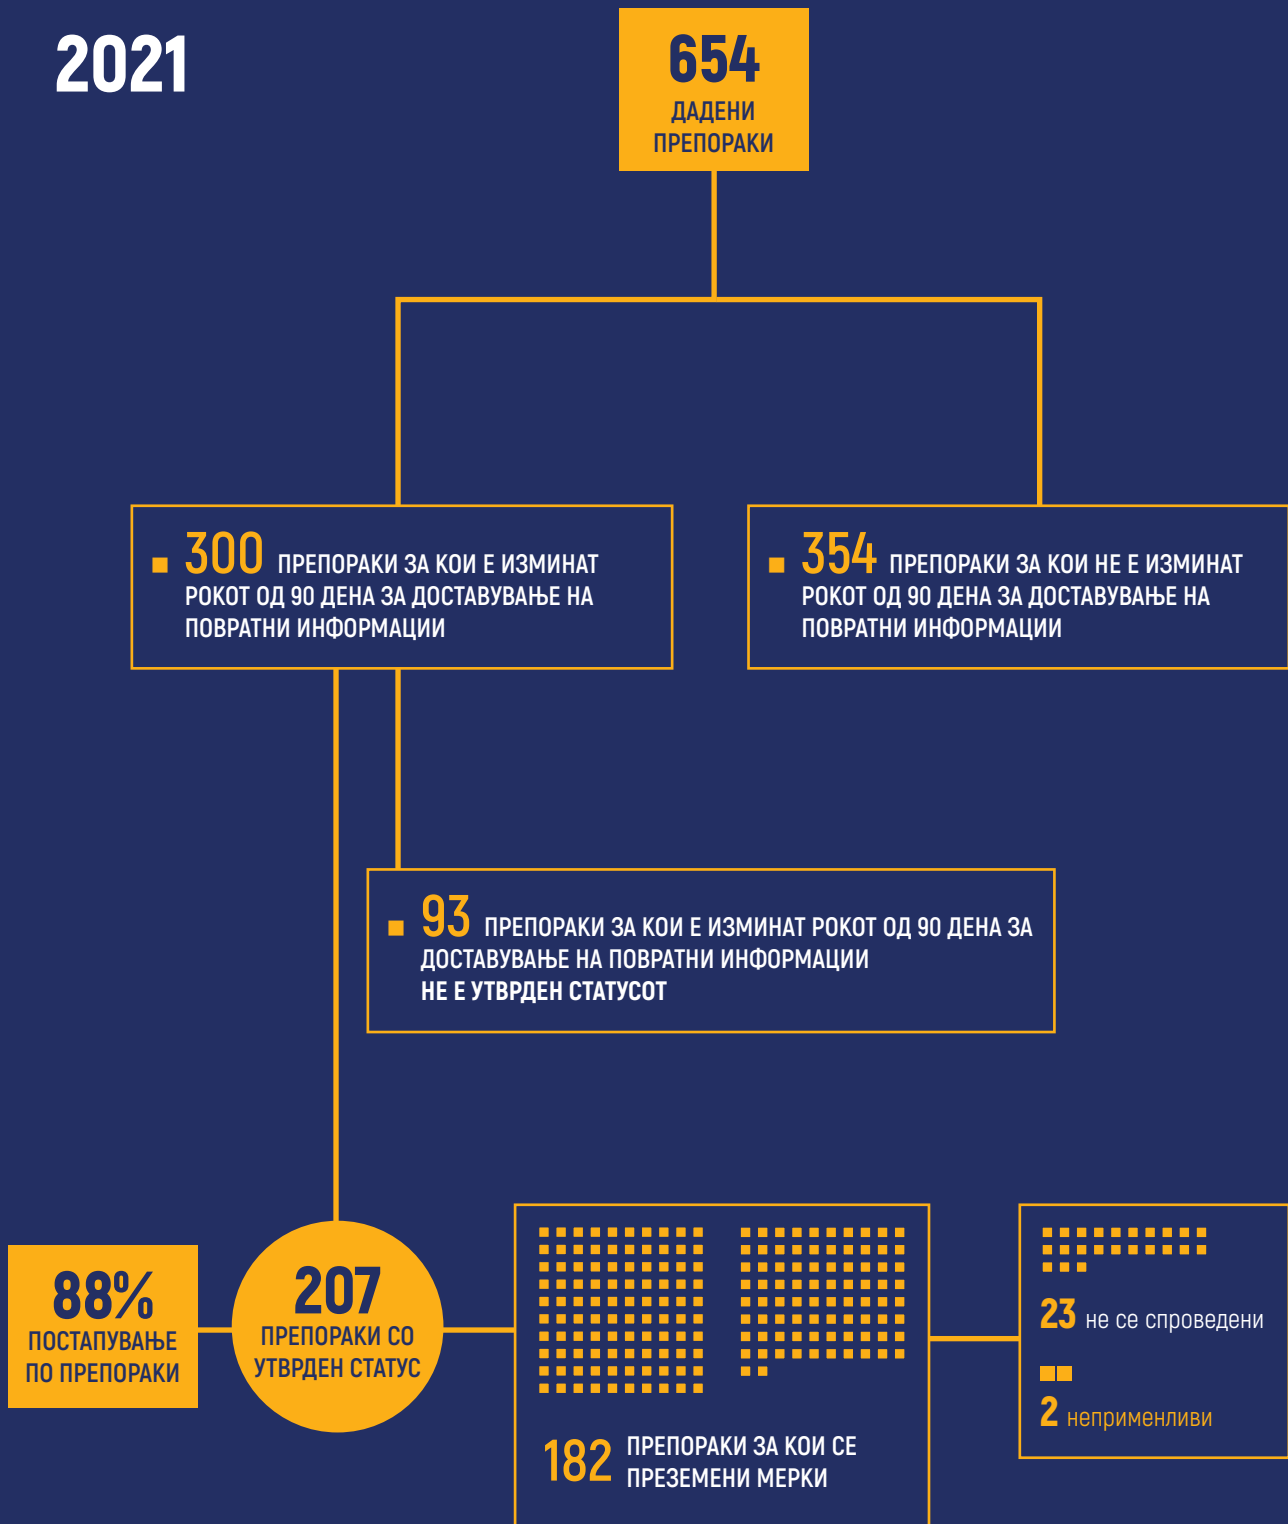 2021
654
ДАДЕНИ
ПРЕПОРАКИ
300 ПРЕПОРАКИ ЗА КОИ Е ИЗМИНАТ
РОКОТ ОД 90 ДЕНА ЗА ДОСТАВУВАЊЕ НА
ПОВРАТНИ ИНФОРМАЦИИ
354 ПРЕПОРАКИ ЗА КОИ НЕ Е ИЗМИНАТ
РОКОТ ОД 90 ДЕНА ЗА ДОСТАВУВАЊЕ НА
ПОВРАТНИ ИНФОРМАЦИИ
93 ПРЕПОРАКИ ЗА КОИ Е ИЗМИНАТ РОКОТ ОД 90 ДЕНА ЗА
ДОСТАВУВАЊЕ НА ПОВРАТНИ ИНФОРМАЦИИ
НЕ Е УТВРДЕН СТАТУСОТ
88%
ПОСТАПУВАЊЕ
ПО ПРЕПОРАКИ
207
ПРЕПОРАКИ СО
УТВРДЕН СТАТУС
182 ПРЕПОРАКИ ЗА КОИ СЕ
ПРЕЗЕМЕНИ МЕРКИ
23 не се спроведени
2 неприменливи